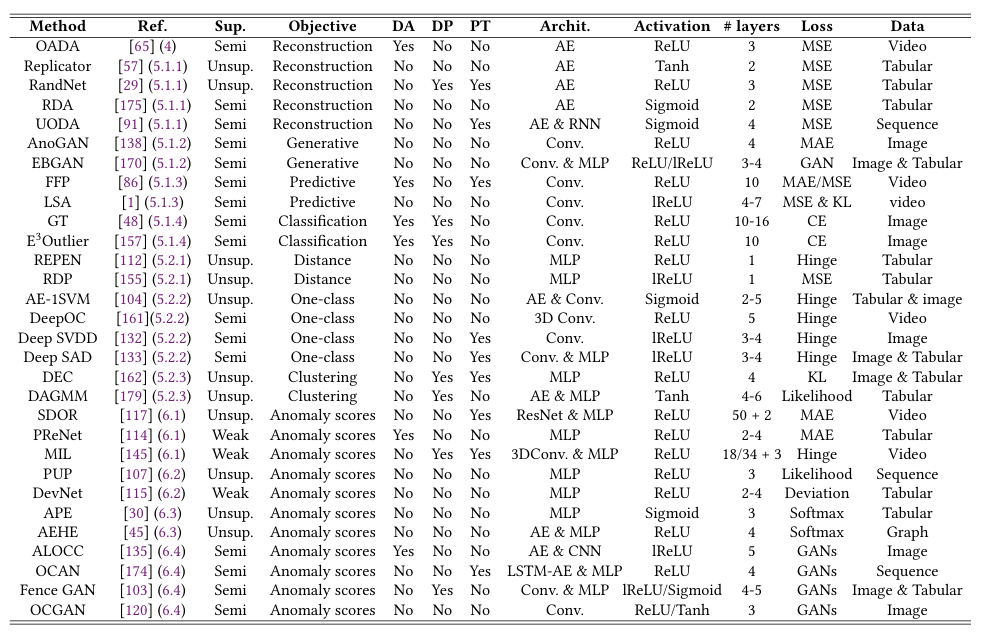 Method Ref. Sup. Objective DA DP PT Archit. Activation # layers Loss Data
OADA [65] (4) Semi Reconstruction Yes No No AE ReLU 3 MSE Video
Replicator [57] (5.1.1) Unsup. Reconstruction No No No AE Tanh 2 MSE Tabular
RandNet [29] (5.1.1) Unsup. Reconstruction No Yes Yes AE ReLU 3 MSE Tabular
RDA [175] (5.1.1) Semi Reconstruction No No No AE Sigmoid 2 MSE Tabular
UODA [91] (5.1.1) Semi Reconstruction No No Yes AE & RNN Sigmoid 4 MSE Sequence
AnoGAN [138] (5.1.2) Semi Generative No No No Conv. ReLU 4 MAE Image
EBGAN [170] (5.1.2) Semi Generative No No No Conv. & MLP ReLU/lReLU 3-4 GAN Image & Tabular
FFP [86] (5.1.3) Semi Predictive Yes No Yes Conv. ReLU 10 MAE/MSE Video
LSA [1] (5.1.3) Semi Predictive No No No Conv. lReLU 4-7 MSE & KL video
GT [48] (5.1.4) Semi Classification Yes Yes No Conv. ReLU 10-16 CE Image
E³Outlier [157] (5.1.4) Semi Classification Yes Yes No Conv. ReLU 10 CE Image
REPEN [112] (5.2.1) Unsup. Distance No No No MLP ReLU 1 Hinge Tabular
RDP [155] (5.2.1) Unsup. Distance No No No MLP lReLU 1 MSE Tabular
AE-1SVM [104] (5.2.2) Unsup. One-class No No No AE & Conv. Sigmoid 2-5 Hinge Tabular & image
DeepOC [161](5.2.2) Semi One-class No No No 3D Conv. ReLU 5 Hinge Video
Deep SVDD [132] (5.2.2) Semi One-class No No Yes Conv. lReLU 3-4 Hinge Image
Deep SAD [133] (5.2.2) Semi One-class No No Yes Conv. & MLP lReLU 3-4 Hinge Image & Tabular
DEC [162] (5.2.3) Unsup. Clustering No Yes Yes MLP ReLU 4 KL Image & Tabular
DAGMM [179] (5.2.3) Unsup. Clustering No Yes No AE & MLP Tanh 4-6 Likelihood Tabular
SDOR [117] (6.1) Unsup. Anomaly scores No No Yes ResNet & MLP ReLU 50 + 2 MAE Video
PReNet [114] (6.1) Weak Anomaly scores Yes No No MLP ReLU 2-4 MAE Tabular
MIL [145] (6.1) Weak Anomaly scores No Yes Yes 3DConv. & MLP ReLU 18/34 + 3 Hinge Video
PUP [107] (6.2) Unsup. Anomaly scores No No No MLP ReLU 3 Likelihood Sequence
DevNet [115] (6.2) Weak Anomaly scores No No No MLP ReLU 2-4 Deviation Tabular
APE [30] (6.3) Unsup. Anomaly scores No No No MLP Sigmoid 3 Softmax Tabular
AEHE [45] (6.3) Unsup. Anomaly scores No No No AE & MLP ReLU 4 Softmax Graph
ALOCC [135] (6.4) Semi Anomaly scores Yes No No AE & CNN lReLU 5 GANs Image
OCAN [174] (6.4) Semi Anomaly scores No No Yes LSTM-AE & MLP ReLU 4 GANs Sequence
Fence GAN [103] (6.4) Semi Anomaly scores No Yes No Conv. & MLP lReLU/Sigmoid 4-5 GANs Image & Tabular
OCGAN [120] (6.4) Semi Anomaly scores No No No Conv. ReLU/Tanh 3 GANs Image